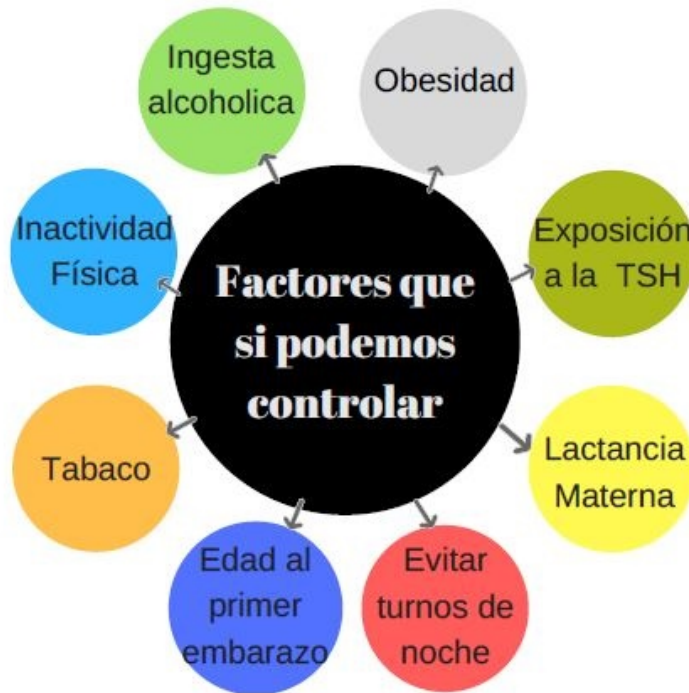 Factores que
si podemos
controlar
Ingesta
alcoholica
Obesidad
Exposición
a la TSH
Lactancia
Materna
Evitar
turnos de
noche
Edad al
primer
embarazo
Tabaco
Inactividad
Física